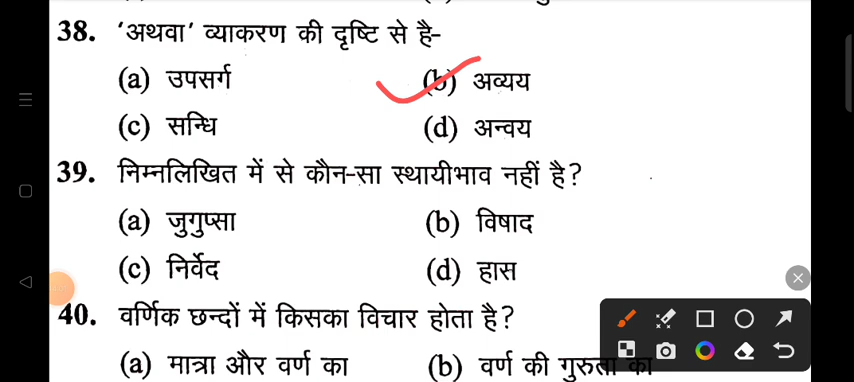 38. ‘अथवा’ व्याकरण की दृष्टि से है-
(a) उपसर्ग (b) अव्यय
(c) सन्धि (d) अन्वय
39. निम्नलिखित में से कौन-सा स्थायीभाव नहीं है?
(a) जुगुप्सा (b) विषाद
(c) निर्वेद (d) हास
40. वर्णिक छन्दों में किसका विचार होता है?
(a) मात्रा और वर्ण का (b) वर्ण की गुरुता का